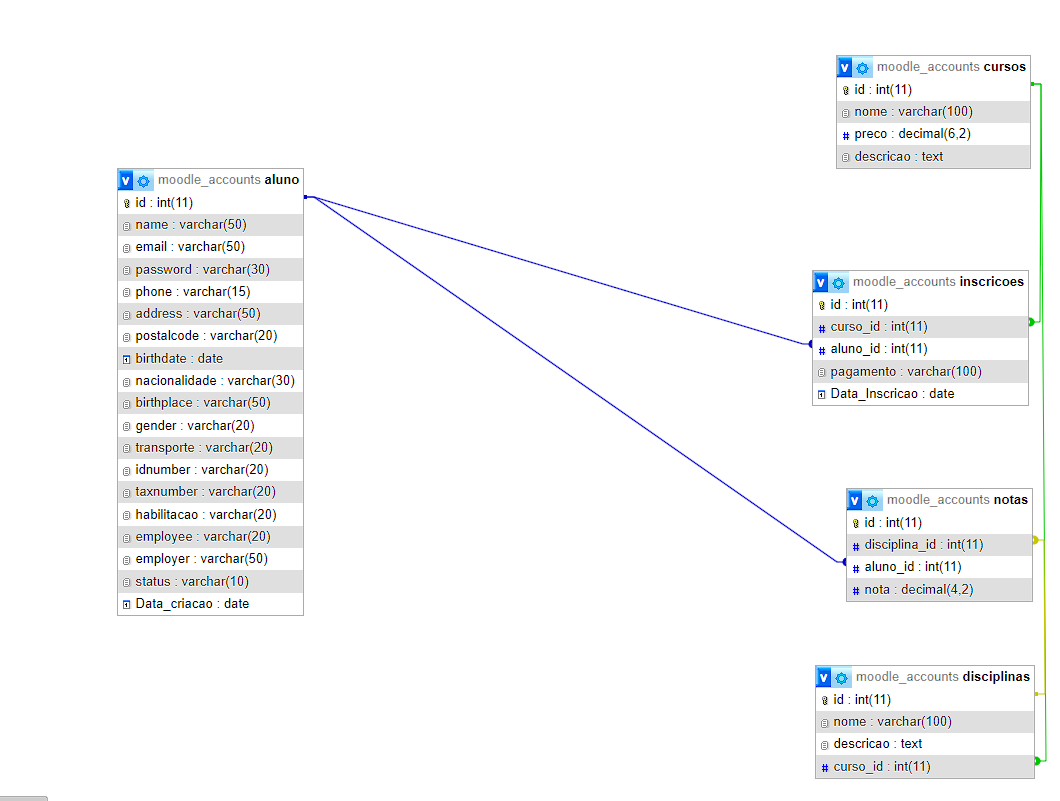 moodle_accounts cursos
id : int(11)
nome : varchar(100)
preco : decimal(6,2)
descricao : text
moodle_accounts aluno
id : int(11)
name : varchar(50)
email : varchar(50)
password : varchar(30)
phone : varchar(15)
address : varchar(50)
postalcode : varchar(20)
birthdate : date
nacionalidade : varchar(30)
birthplace : varchar(50)
gender : varchar(20)
transporte : varchar(20)
idnumber : varchar(20)
taxnumber : varchar(20)
habilitacao : varchar(20)
employee : varchar(20)
employer : varchar(50)
status : varchar(10)
Data_criacao : date
moodle_accounts inscricoes
id : int(11)
# curso_id : int(11)
# aluno_id : int(11)
pagamento : varchar(100)
Data_Inscricao : date
moodle_accounts notas
id : int(11)
# disciplina_id : int(11)
# aluno_id : int(11)
# nota : decimal(4,2)
moodle_accounts disciplinas
id : int(11)
nome : varchar(100)
descricao : text
# curso_id : int(11)